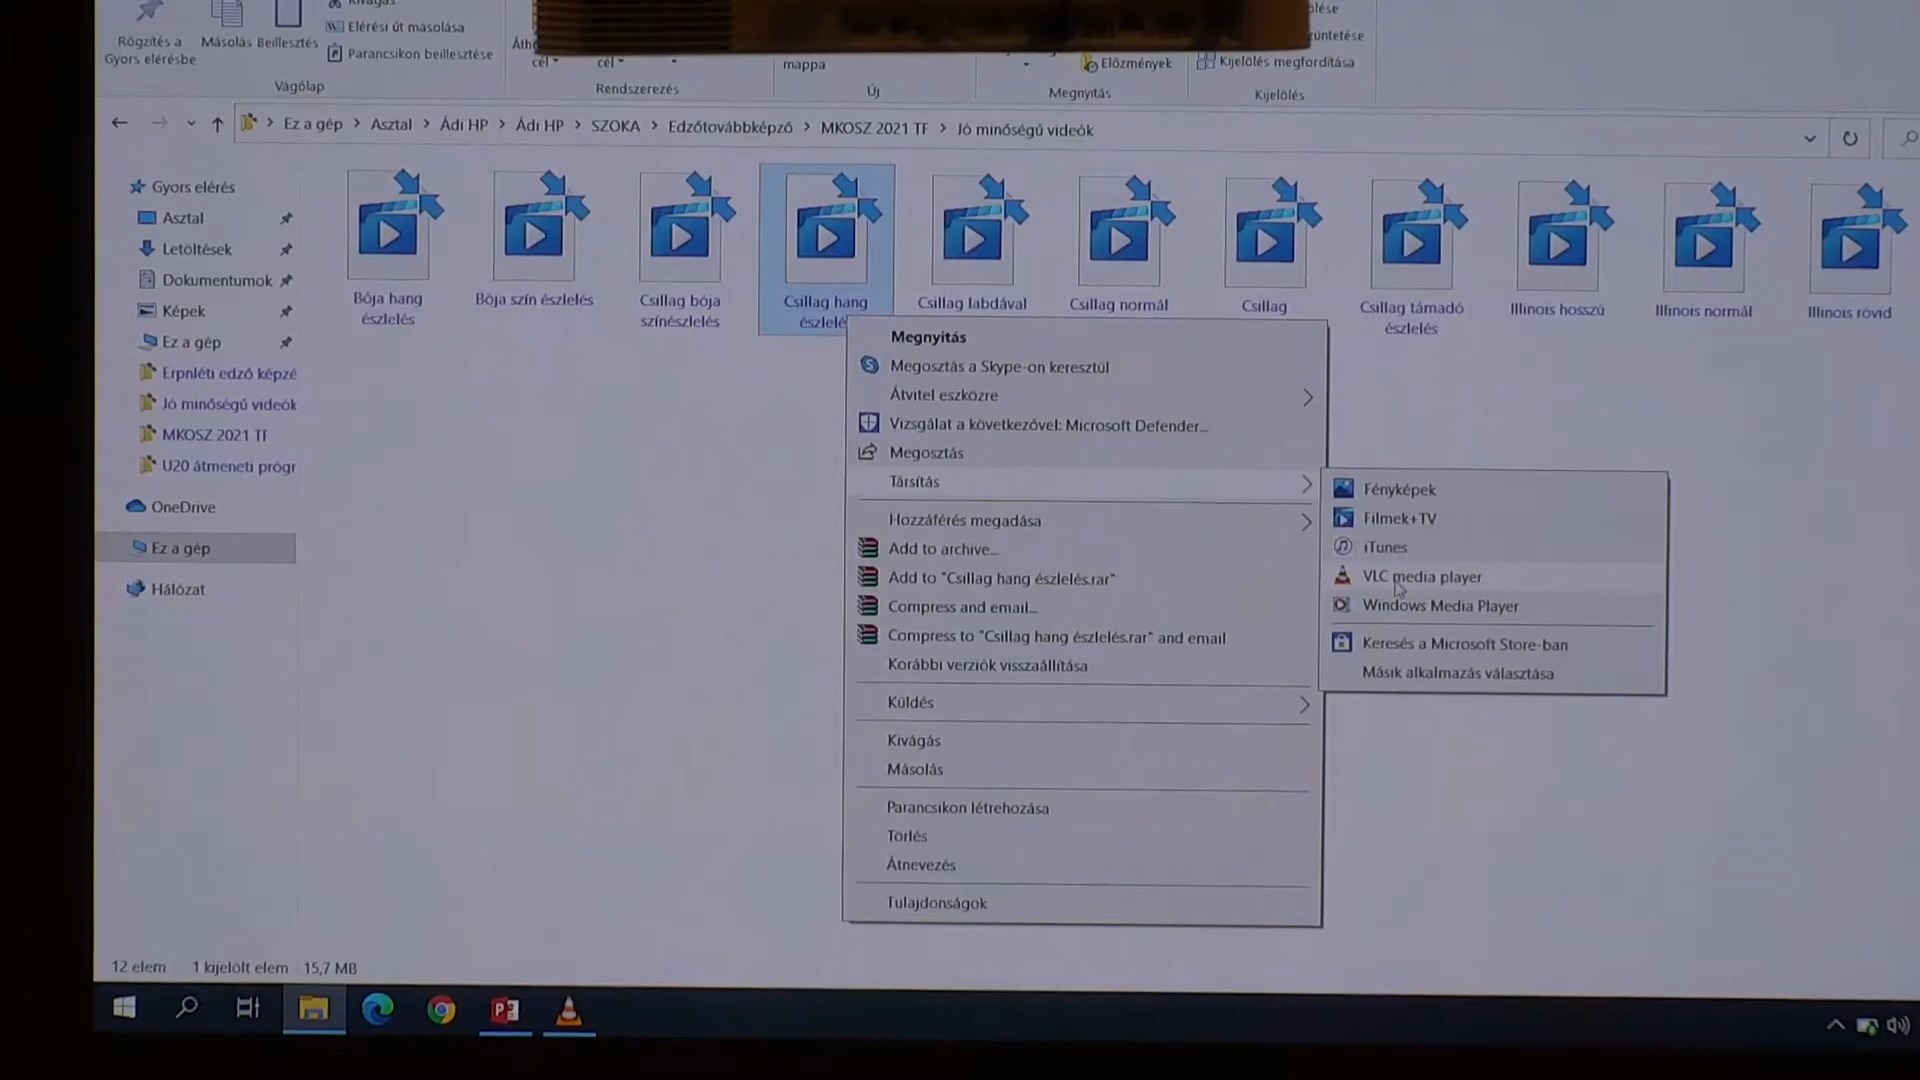 Kivágás
Rögzítés a
Gyors elérésbe
Másolás
Beillesztés
Elérési út másolása
Parancsikon beillesztése
Vágólap
cél
cél
Rendszerezés
mappa
Új
Előzmények
Megnyitás
Kijelölés megfordítása
Kijelölés
Ez a gép > Asztal > Ádi HP > Ádi HP > SZOKA > Edzőtovábbképző > MKOSZ 2021 TF > Jó minőségű videók
Gyors elérés
Asztal
Letöltések
Dokumentumok
Képek
Ez a gép
Erpnléti edző képzé
Jó minőségű videók
MKOSZ 2021 TF
U20 átmeneti prógr
OneDrive
Ez a gép
Hálózat
Bója hang
észlelés
Bója szín észlelés
Csillag bója
színészlelés
Csillag hang
észlelé
Csillag labdával
Csillag normál
Csillag
Csillag támadó
észlelés
Illinois hosszú
Illinois normál
Illinois rövid
Megnyitás
Megosztás a Skype-on keresztül
Átvitel eszközre
Vizsgálat a következővel: Microsoft Defender...
Megosztás
Társítás
Hozzáférés megadása
Add to archive...
Add to "Csillag hang észlelés.rar"
Compress and email...
Compress to "Csillag hang észlelés.rar" and email
Korábbi verziók visszaállítása
Küldés
Kivágás
Másolás
Parancsikon létrehozása
Törlés
Átnevezés
Tulajdonságok
Fényképek
Filmek+TV
iTunes
VLC media player
Windows Media Player
Keresés a Microsoft Store-ban
Másik alkalmazás választása
12 elem
1 kijelölt elem - 15,7 MB